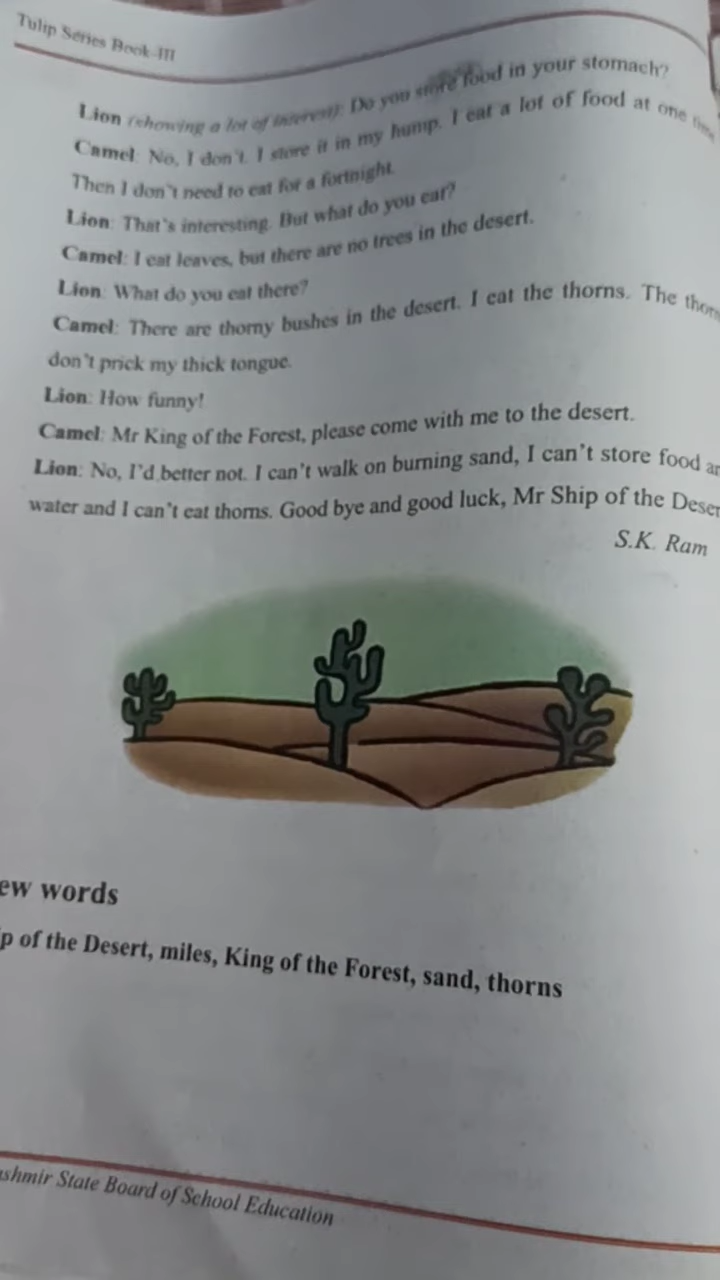 Tulip Series Book-III
Lion (showing a lot of interest): Do you store food in your stomach?
Camel: No, I don't. I store it in my hump. I eat a lot of food at one
Then I don't need to eat for a fortnight.
Lion: That's interesting. But what do you eat?
Camel: I eat leaves, but there are no trees in the desert.
Lion: What do you eat there?
Camel: There are thorny bushes in the desert. I eat the thorns. The thor
don't prick my thick tongue.
Lion: How funny!
Camel: Mr King of the Forest, please come with me to the desert.
Lion: No, I'd better not. I can't walk on burning sand, I can't store food a
water and I can't eat thorns. Good bye and good luck, Mr Ship of the Deser
S.K. Ram
ew words
p of the Desert, miles, King of the Forest, sand, thorns
shmir State Board of School Education